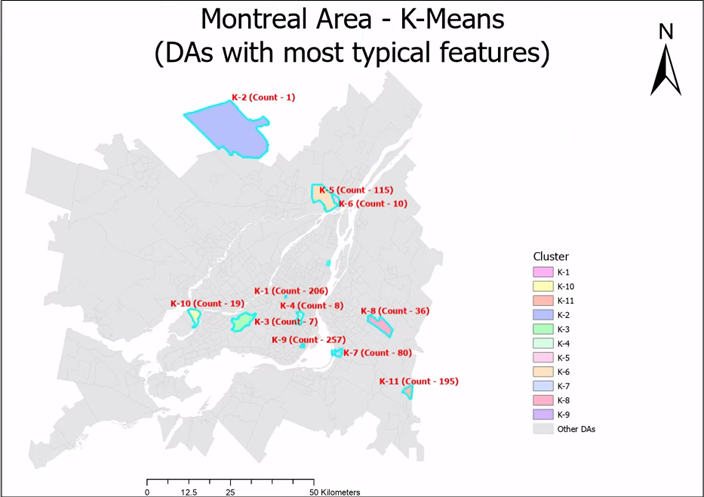 Montreal Area - K-Means
(DAs with most typical features)
N
K-2 (Count - 1)
K-5 (Count - 115)
K-6 (Count - 10)
K-1 (Count - 206)
K-10 (Count - 19)
K-4 (Count - 8)
K-8 (Count - 36)
K-3 (Count - 7)
K-9 (Count - 257)
K-7 (Count - 80)
K-11 (Count - 195)
Cluster
K-1
K-10
K-11
K-2
K-3
K-4
K-5
K-6
K-7
K-8
K-9
Other DAs
0 12.5 25 50 Kilometers